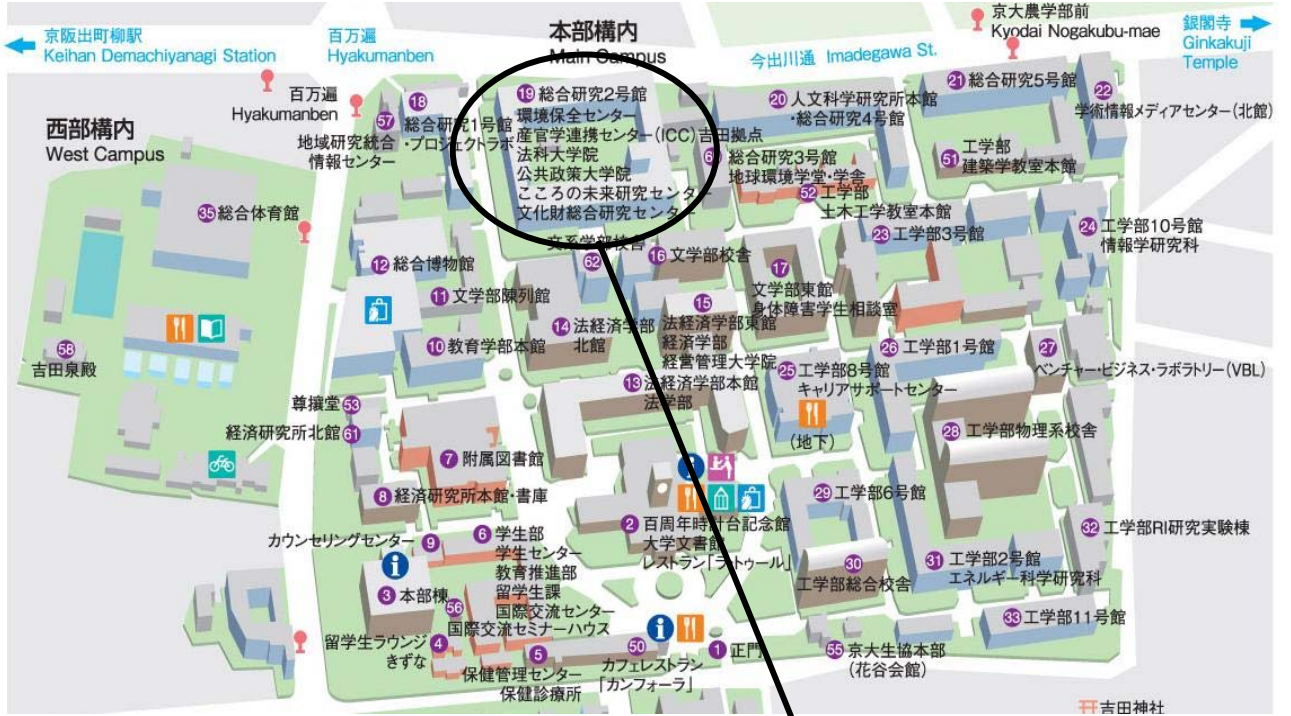 京阪出町柳駅
Keihan Demachiyanagi Station
百万遍
Hyakumanben
本部構内
Main Campus
今出川通 Imadegawa St.
京大農学部前
Kyodai Nogakubu-mae
銀閣寺
Ginkakuji
Temple
百万遍
Hyakumanben
西部構内
West Campus
57
地域研究統合
情報センター
18
総合研究1号館
・プロジェクトラボ
19 総合研究2号館
環境保全センター
産官学連携センター(ICC)吉田拠点
法科大学院
公共政策大学院
こころの未来研究センター
文化財総合研究センター
20 人文科学研究所本館
・総合研究4号館
21 総合研究5号館
22
学術情報メディアセンター(北館)
総合研究3号館
地球環境学堂・学舎
51 工学部
建築学教室本館
52 工学部
土木工学教室本館
35 総合体育館
23 工学部3号館
24 工学部10号館
情報学研究科
文系学部校舎
62
16 文学部校舎
17
文学部東館
身体障害学生相談室
12 総合博物館
11 文学部陳列館
10 教育学部本館
14 法経済学部
北館
15
法経済学部東館
経済学部
経営管理大学院
13 法経済学部本館
法学部
25 工学部8号館
キャリアサポートセンター
(地下)
26 工学部1号館
27
ベンチャー・ビジネス・ラボラトリー(VBL)
58
吉田泉殿
尊攘堂 53
経済研究所北館 61
7 附属図書館
8 経済研究所本館・書庫
28 工学部物理系校舎
29 工学部6号館
2 百周年時計台記念館
大学文書館
レストラン「ラ・トゥール」
カウンセリングセンター 9
6 学生部
学生センター
教育推進部
留学生課
国際交流センター
56
国際交流セミナーハウス
3 本部棟
30
工学部総合校舎
31 工学部2号館
エネルギー科学研究科
32 工学部RI研究実験棟
33 工学部11号館
留学生ラウンジ 4
きずな
5
保健管理センター
保健診療所
50
カフェレストラン
「カンフォーラ」
1 正門
55 京大生協本部
(花谷会館)
吉田神社